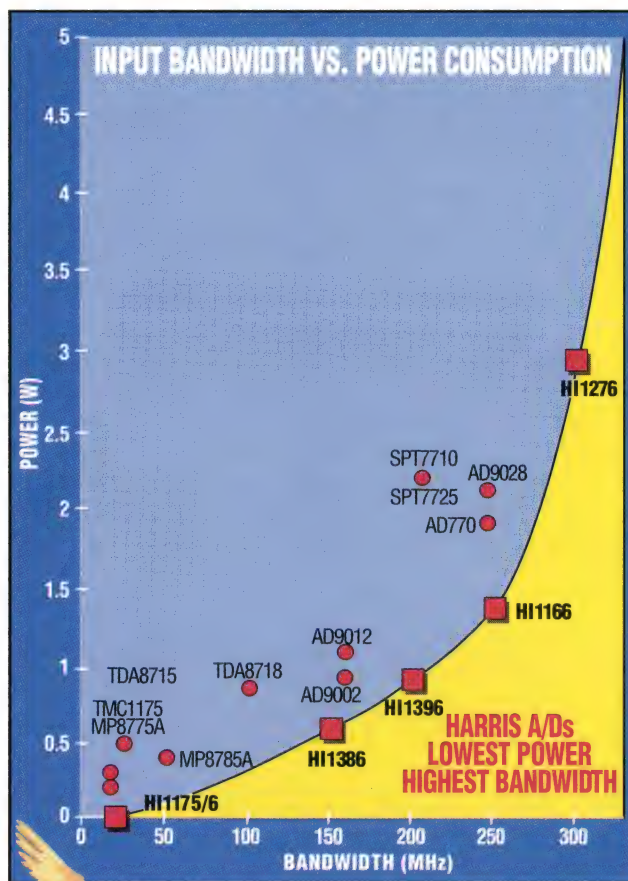 INPUT BANDWIDTH VS. POWER CONSUMPTION
5
4.5
4
3.5
3
2.5
2
1.5
1
0.5
0
POWER (W)
HI1276
SPT7710
SPT7725
AD9028
AD770
HI1166
AD9012
AD9002
HI1396
TDA8715
TDA8718
TMC1175
MP8775A
MP8785A
HI1386
HI1175/6
HARRIS A/Ds
LOWEST POWER
HIGHEST BANDWIDTH
0 50 100 150 200 250 300
BANDWIDTH (MHz)